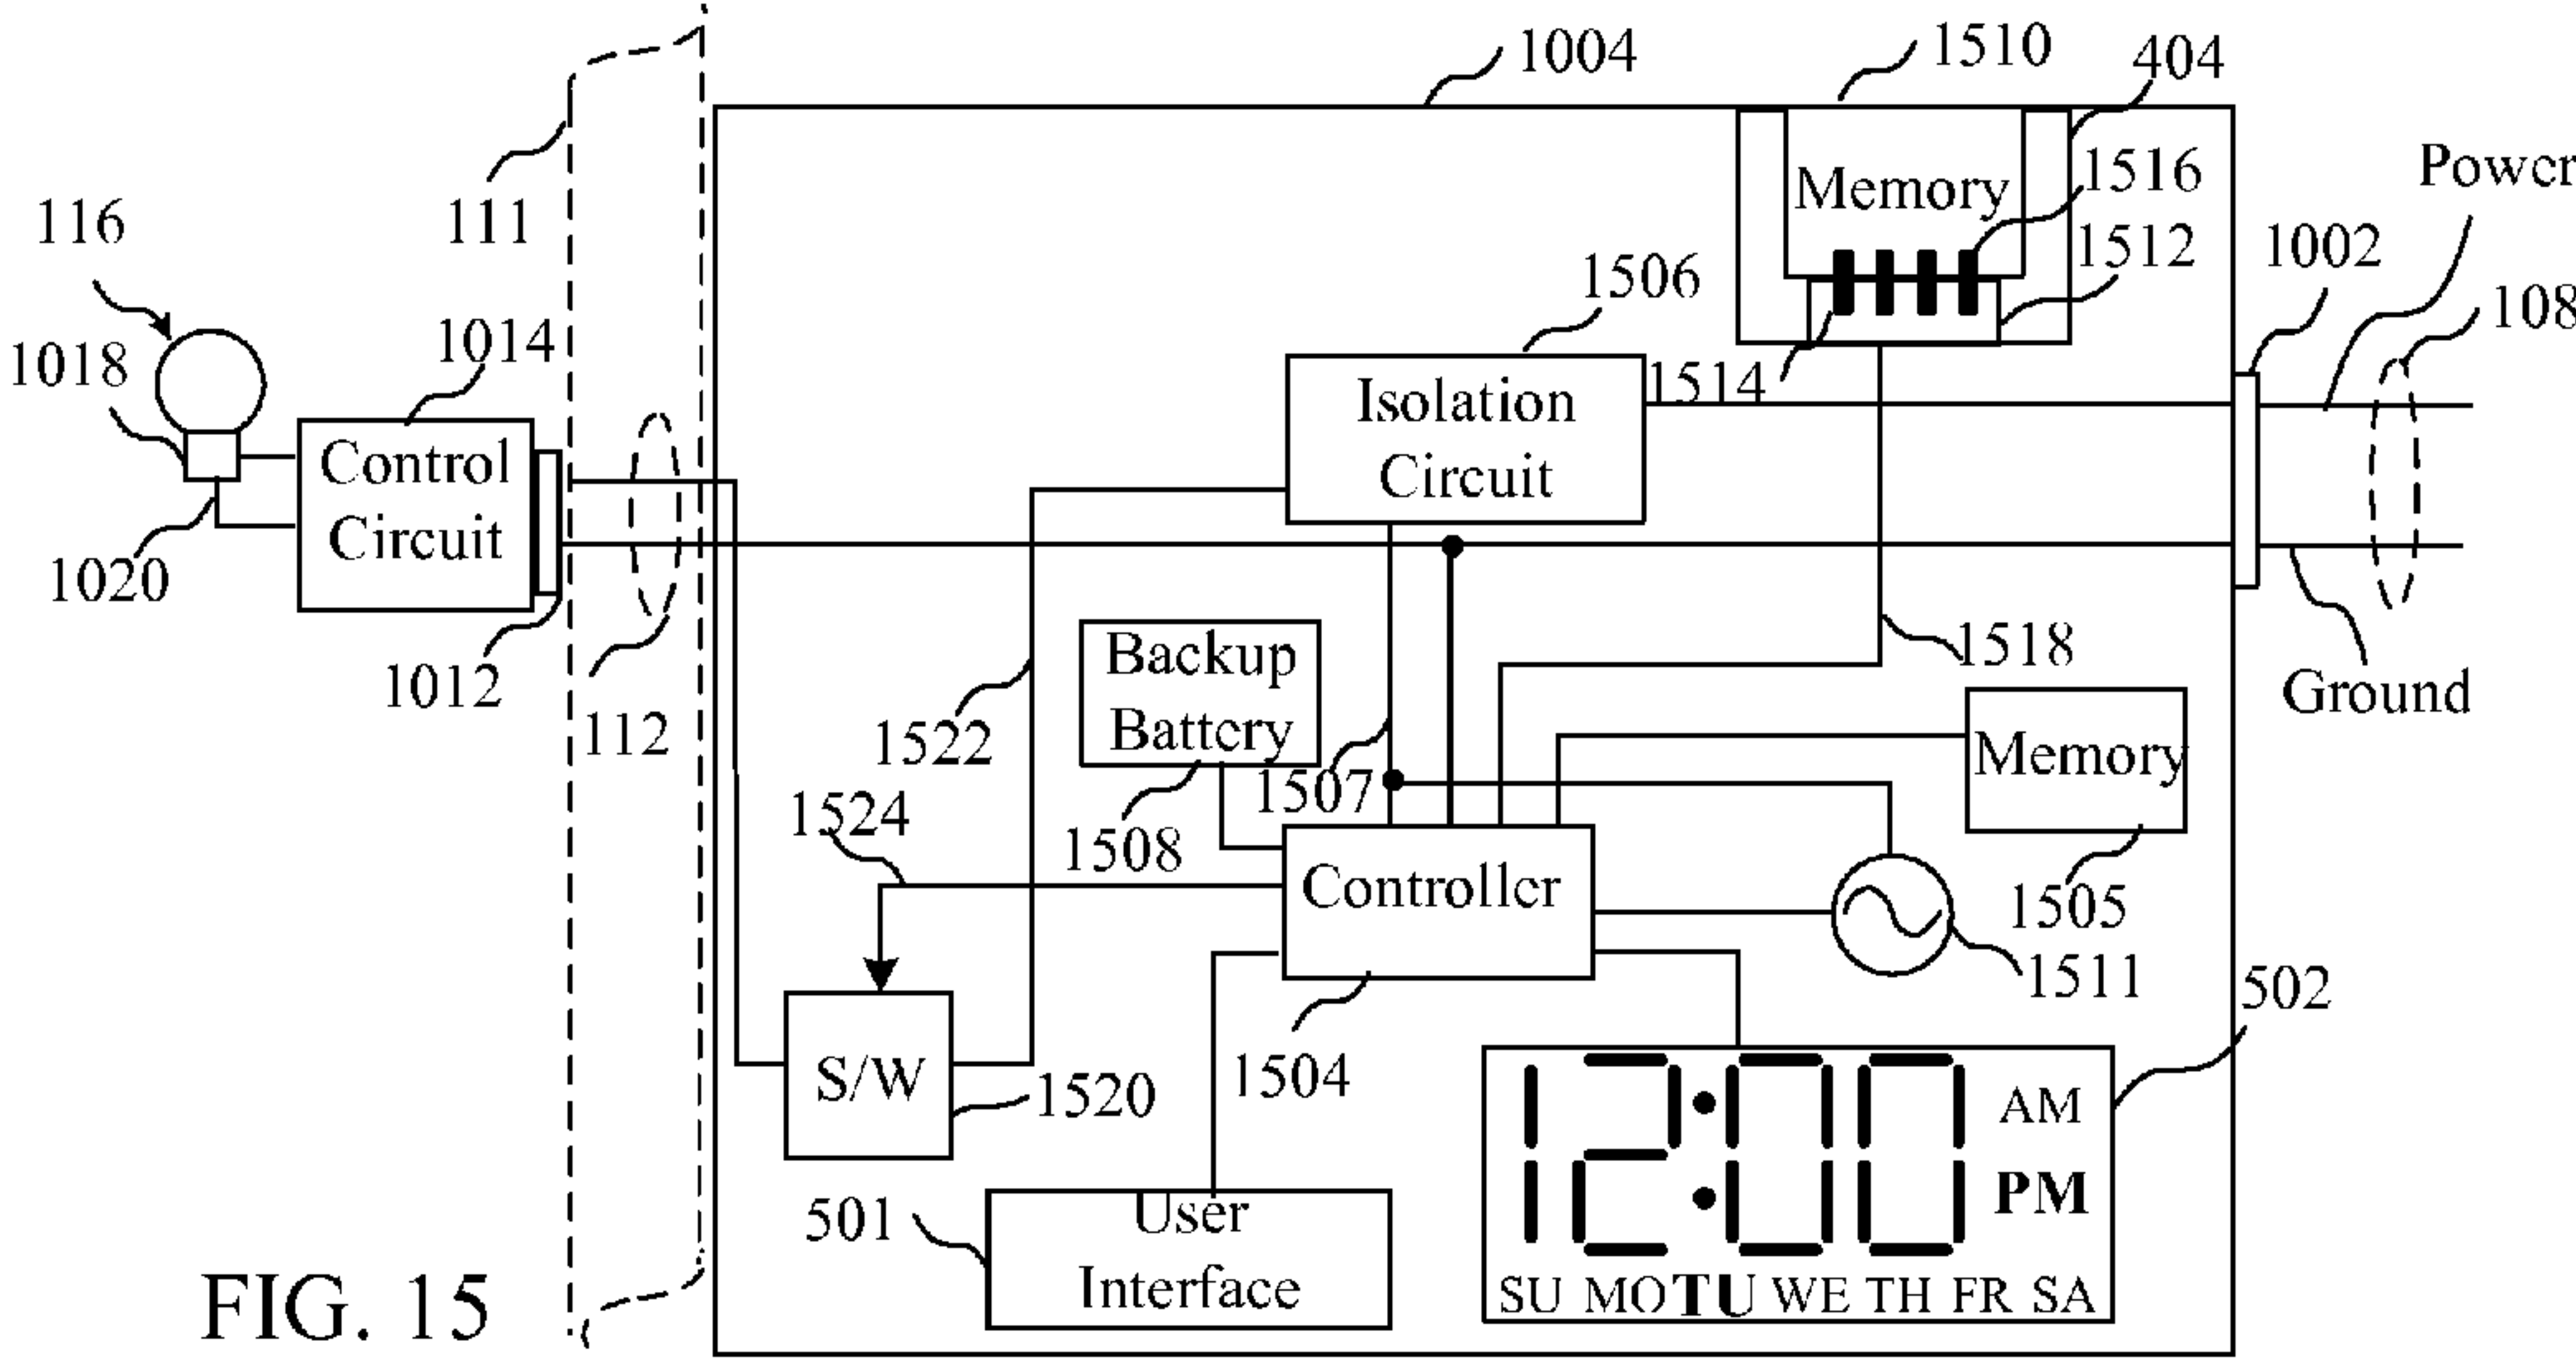 1004
1510
404
Power
111
116
Memory
1516
1512
1002
1506
108
1014
1018
Isolation
Circuit
1514
Control
Circuit
1020
1012
112
Backup
Battery
1518
Ground
1522
1507
Memory
1524
1508
Controller
1505
1511
502
S/W
1520
1504
12:00
AM
PM
501
User
Interface
SU MO TU WE TH FR SA
FIG. 15